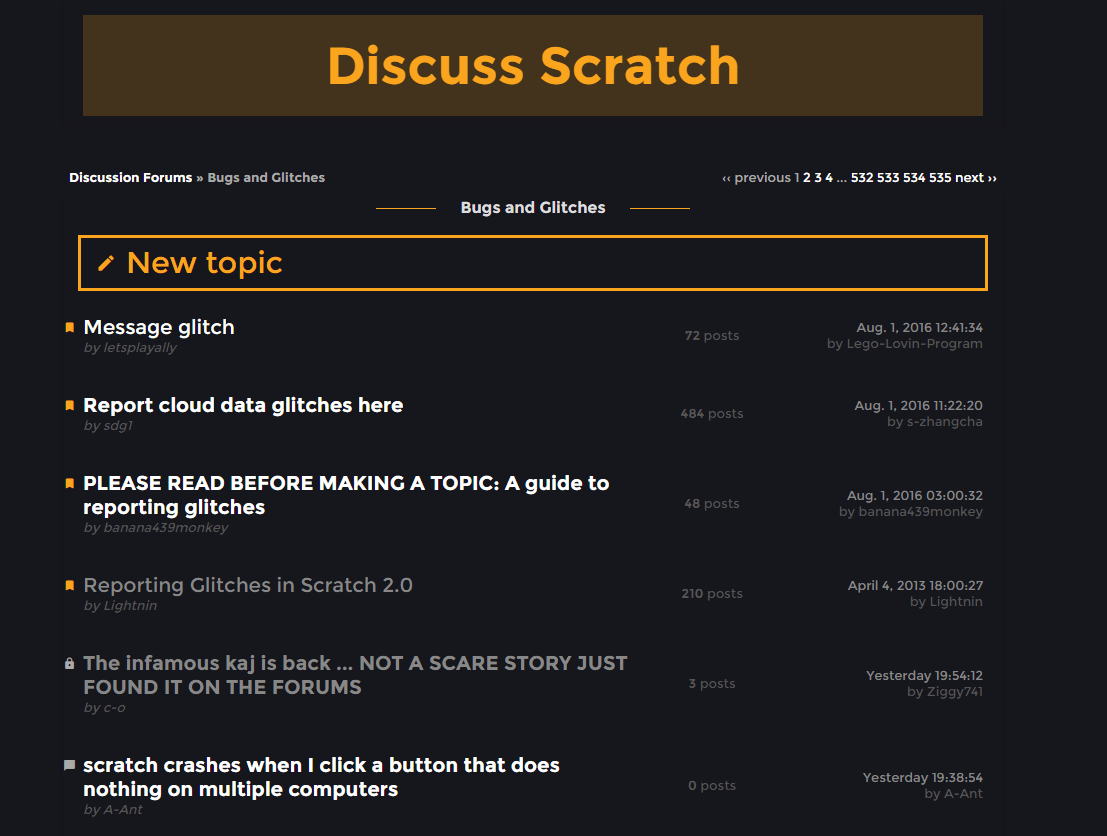 Discuss Scratch
Discussion Forums » Bugs and Glitches
‹‹ previous 1 2 3 4 ... 532 533 534 535 next ››
Bugs and Glitches
New topic
Message glitch
by letsplayally
72 posts
Aug. 1, 2016 12:41:34
by Lego-Lovin-Program
Report cloud data glitches here
by sdg1
484 posts
Aug. 1, 2016 11:22:20
by s-zhangcha
PLEASE READ BEFORE MAKING A TOPIC: A guide to
reporting glitches
by banana439monkey
48 posts
Aug. 1, 2016 03:00:32
by banana439monkey
Reporting Glitches in Scratch 2.0
by Lightnin
210 posts
April 4, 2013 18:00:27
by Lightnin
The infamous kaj is back ... NOT A SCARE STORY JUST
FOUND IT ON THE FORUMS
by c-o
3 posts
Yesterday 19:54:12
by Ziggy741
scratch crashes when I click a button that does
nothing on multiple computers
by A-Ant
0 posts
Yesterday 19:38:54
by A-Ant